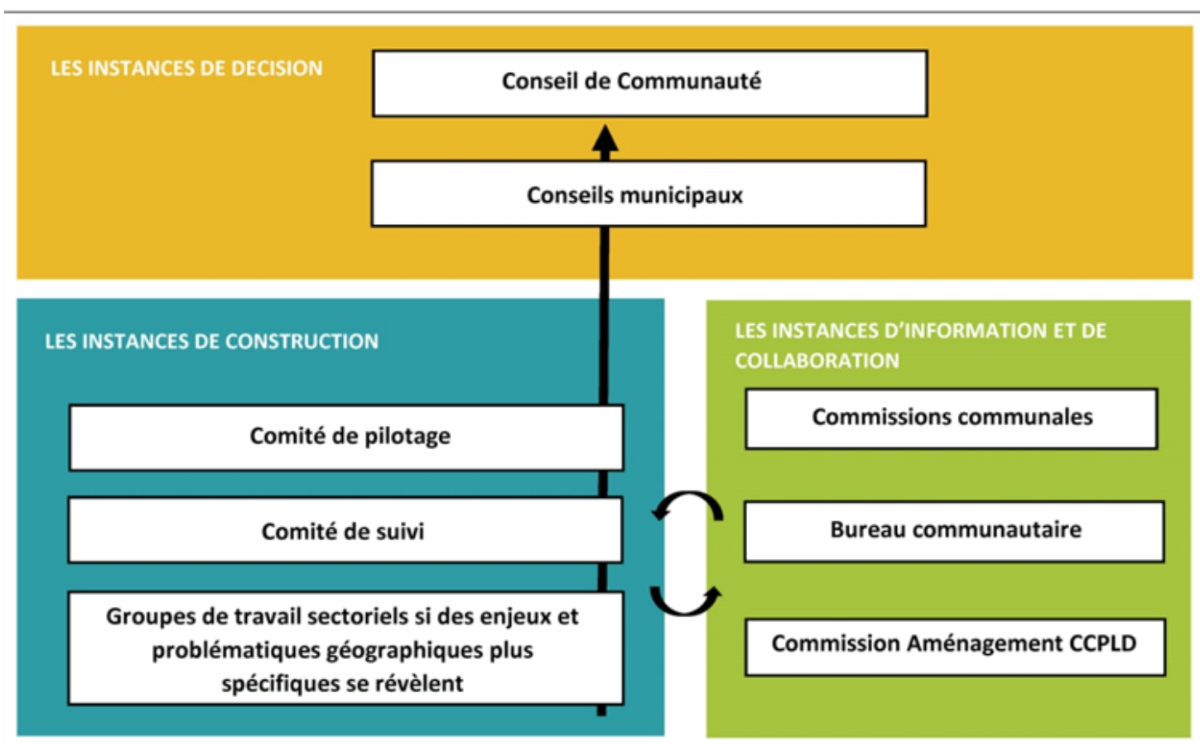 LES INSTANCES DE DECISION
Conseil de Communauté
Conseils municipaux
LES INSTANCES DE CONSTRUCTION
Comité de pilotage
Comité de suivi
Groupes de travail sectoriels si des enjeux et
problématiques géographiques plus
spécifiques se révèlent
LES INSTANCES D’INFORMATION ET DE
COLLABORATION
Commissions communales
Bureau communautaire
Commission Aménagement CCPLD